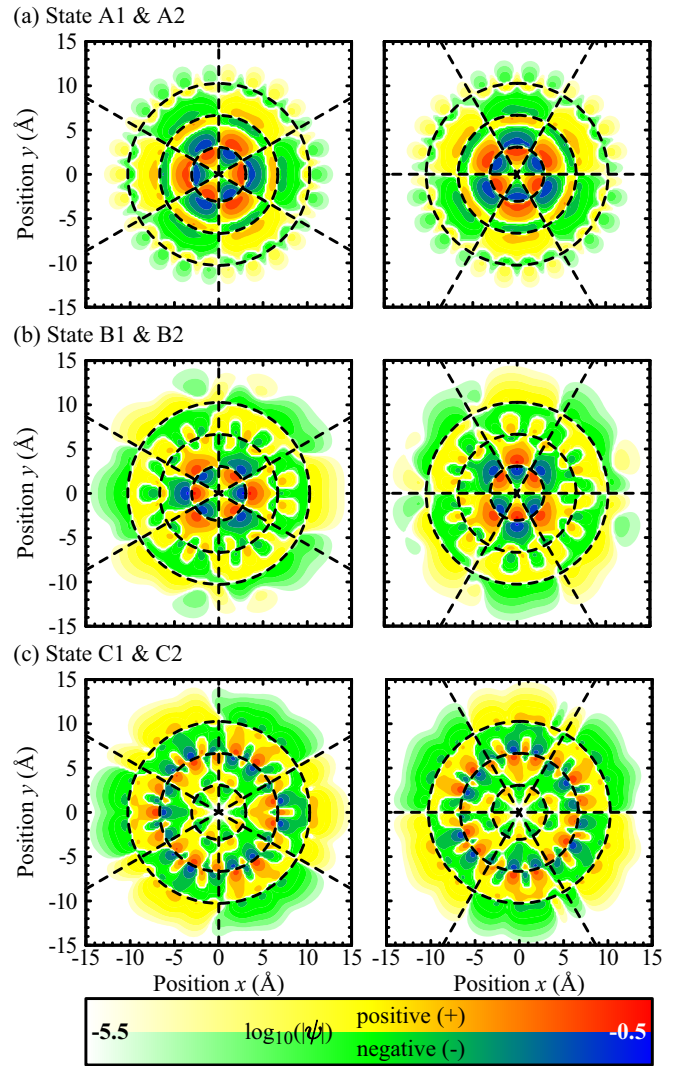 (a) State A1 & A2
15
10
5
0
-5
-10
-15
Position y (Å)
(b) State B1 & B2
15
10
5
0
-5
-10
-15
Position y (Å)
(c) State C1 & C2
15
10
5
0
-5
-10
-15
Position y (Å)
-15 -10 -5 0 5 10 15 -15 -10 -5 0 5 10 15
Position x (Å) Position x (Å)
-5.5 log10(|ψ|) positive (+) -0.5
negative (-)